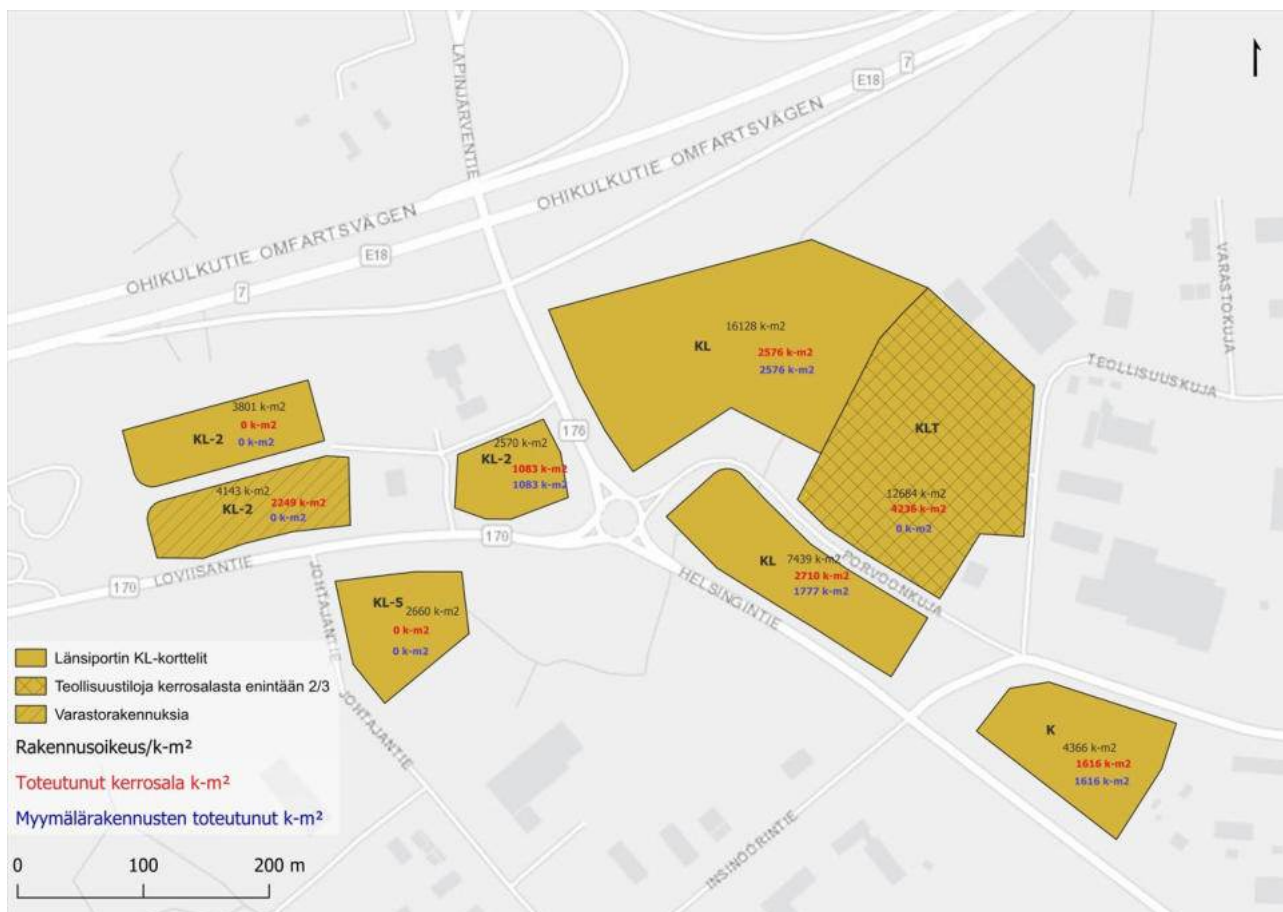 LAPINJÄRVENTIE
7
E18
OHIKULKUTIE OMFARTSVÄGEN
OHIKULKUTIE OMFARTSVÄGEN
E18
7
VARASTOKUJA
TEOLLISUUSKUJA
16128 k-m2
KL
2576 k-m2
2576 k-m2
3801 k-m2
0 k-m2
KL-2
0 k-m2
176
2570 k-m2
KL-2
1083 k-m2
1083 k-m2
KLT
12684 k-m2
4236 k-m2
0 k-m2
4143 k-m2
2249 k-m2
KL-2
0 k-m2
170
LOVIISANTIE
170
7439 k-m2
KL
2710 k-m2
1777 k-m2
PORVOONKUJA
HELSINGINTIE
KL-5
2660 k-m2
0 k-m2
0 k-m2
JOHTAJANTIE
JOHTAJANTIE
K
4366 k-m2
1616 k-m2
1616 k-m2
INSINÖÖRINTIE
Länsiportin KL-korttelit
Teollisuustiloja kerrosalasta enintään 2/3
Varastorakennuksia
Rakennusoikeus/k-m²
Toteutunut kerrosala k-m²
Myymälärakennusten toteutunut k-m²
0 100 200 m